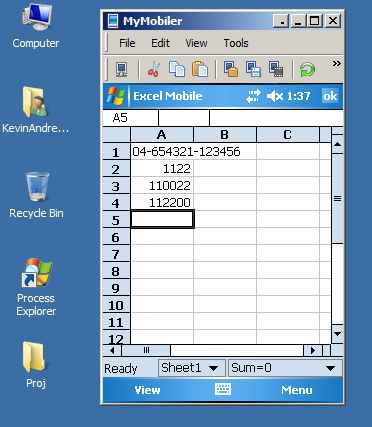 Computer
KevinAndre...
Recycle Bin
Process
Explorer
Proj
MyMobiler
File Edit View Tools
»
Excel Mobile 1:37 ok
A5
A B C
1 04-654321-123456
2 1122
3 110022
4 112200
5
6
7
8
9
10
11
12
Ready Sheet1 Sum=0
View Menu